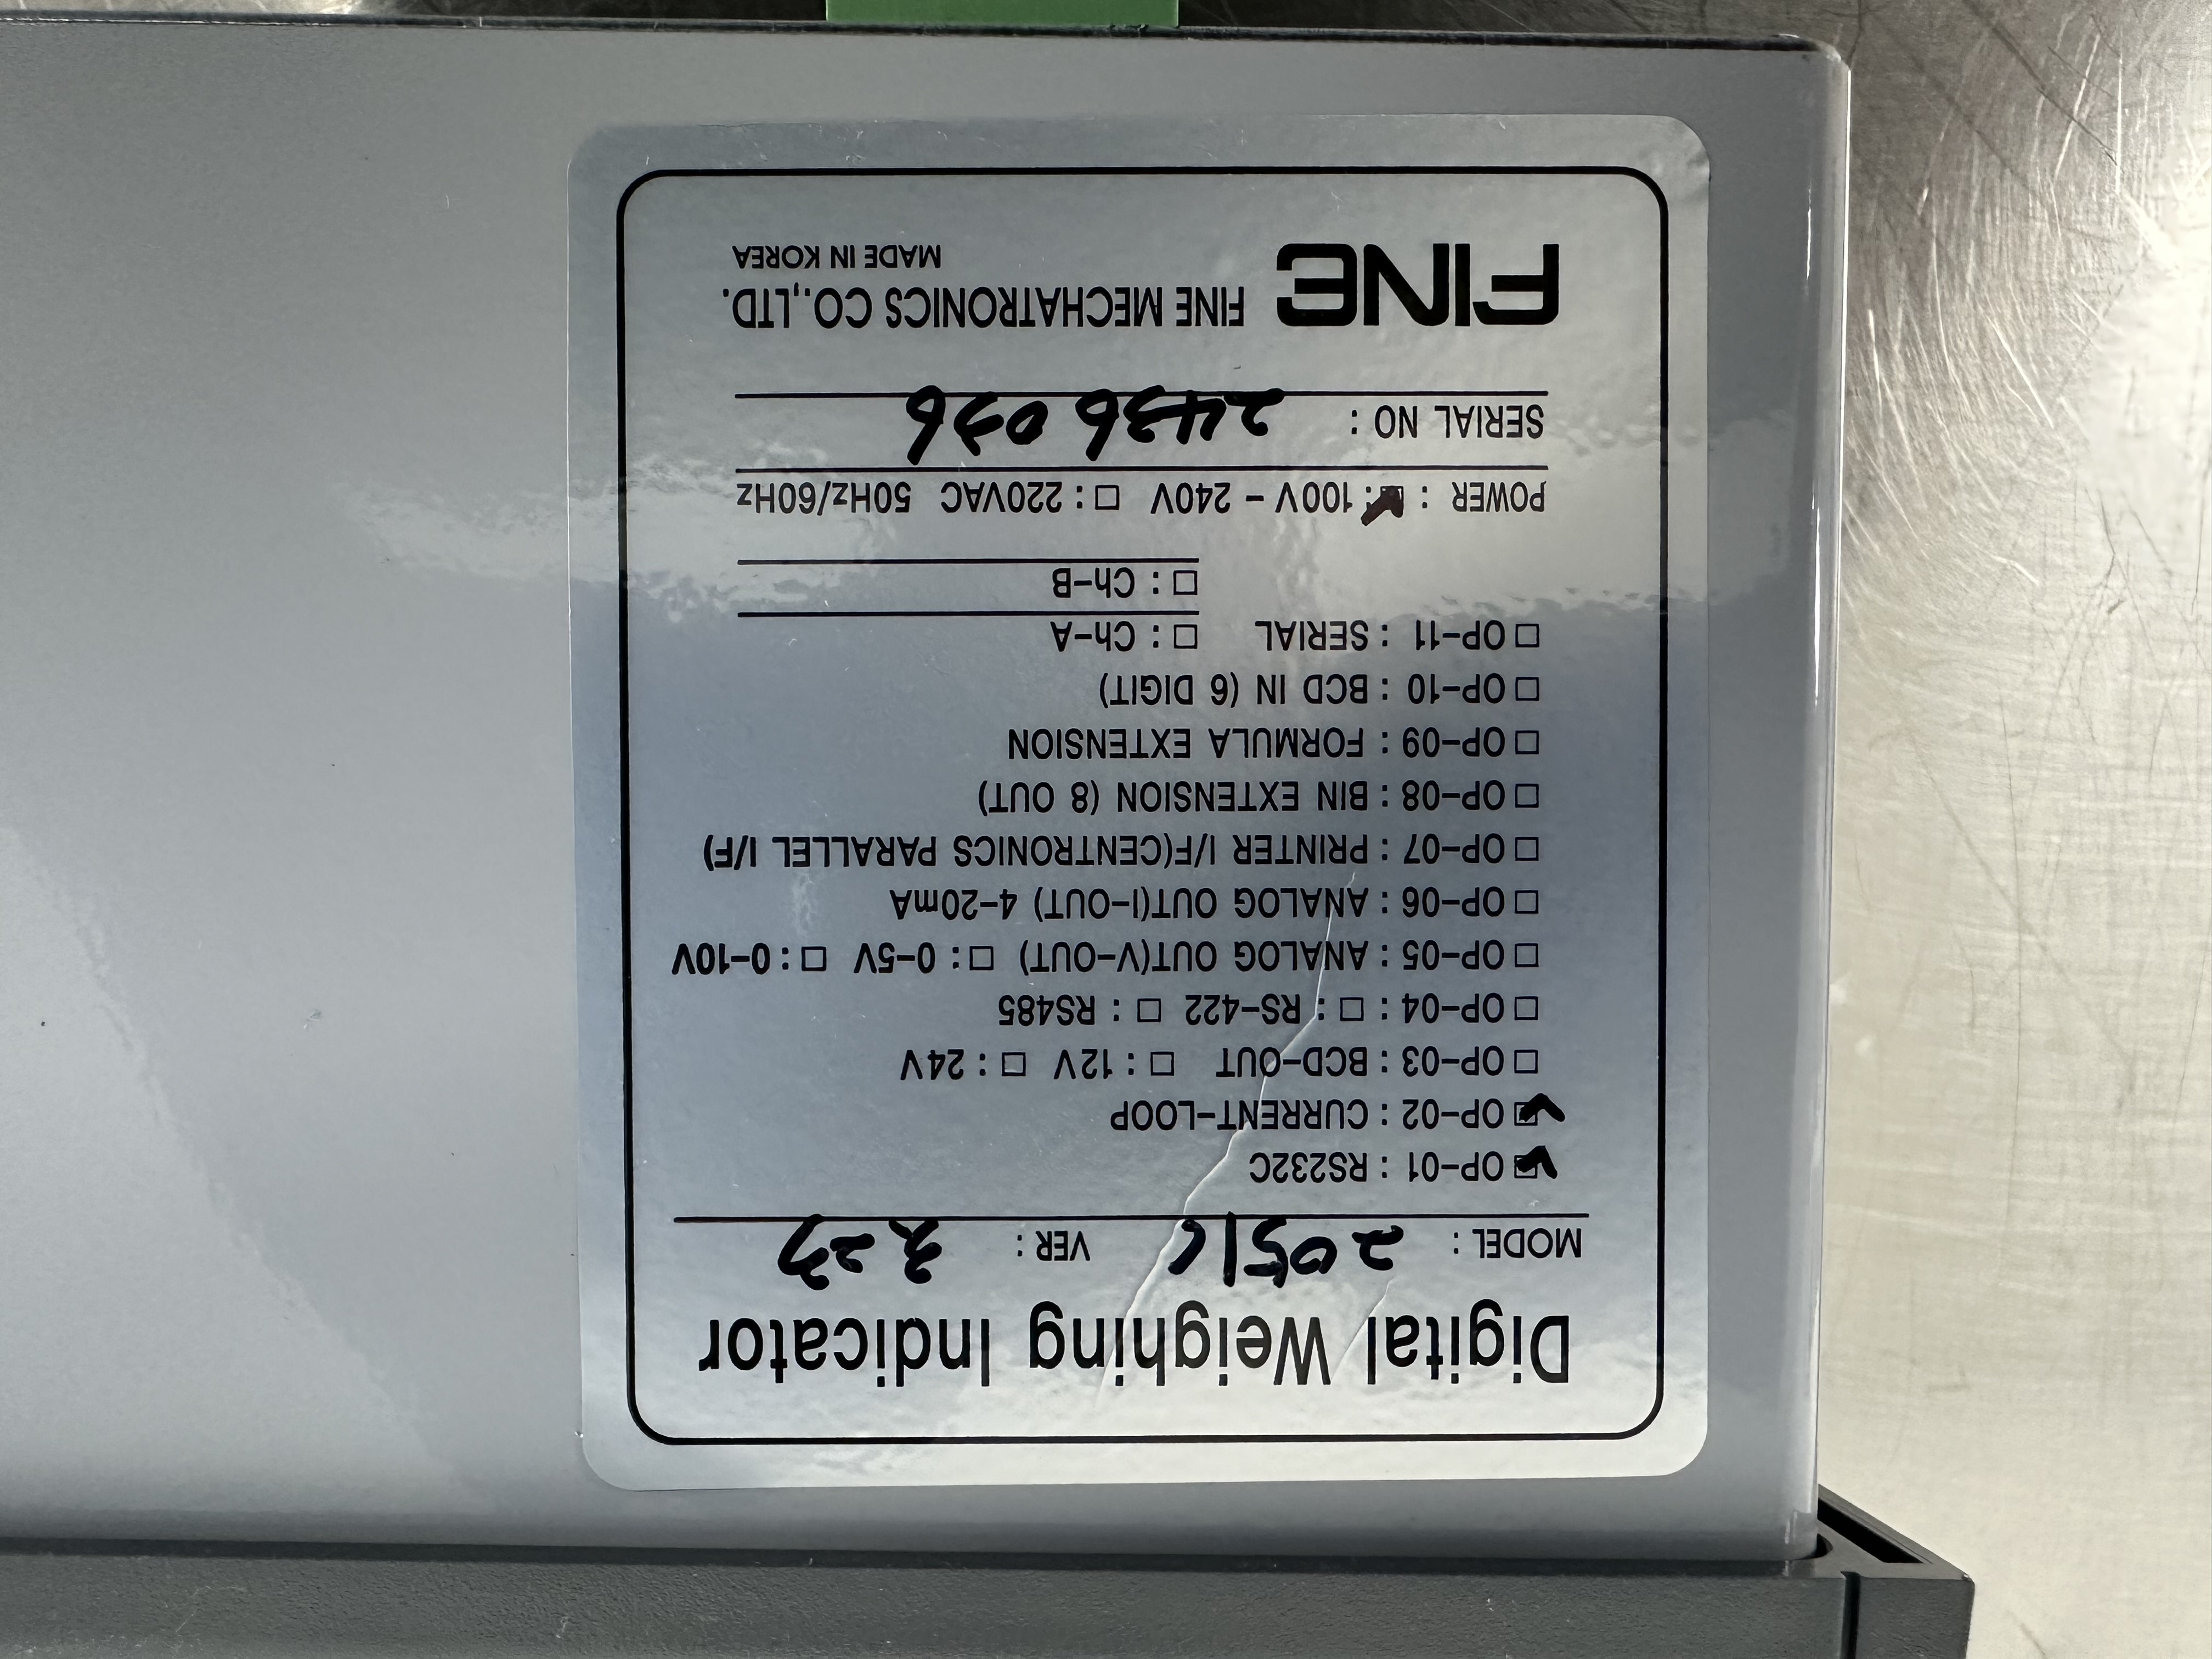 Digital Weighing Indicator
MODEL : 2051C VER : 3.27
☑ OP-01 : RS232C
☑ OP-02 : CURRENT-LOOP
☐ OP-03 : BCD-OUT ☐ : 12V ☐ : 24V
☐ OP-04 : ☐ : RS-422 ☐ : RS485
☐ OP-05 : ANALOG OUT(V-OUT) ☐ : 0-5V ☐ : 0-10V
☐ OP-06 : ANALOG OUT(I-OUT) 4-20mA
☐ OP-07 : PRINTER I/F(CENTRONICS PARALLEL I/F)
☐ OP-08 : BIN EXTENSION (8 OUT)
☐ OP-09 : FORMULA EXTENSION
☐ OP-10 : BCD IN (6 DIGIT)
☐ OP-11 : SERIAL ☐ : Ch-A
☐ : Ch-B
POWER : ☑ : 100V - 240V ☐ : 220VAC 50Hz/60Hz
SERIAL NO : 2436 036
FINE FINE MECHATRONICS CO.,LTD.
MADE IN KOREA